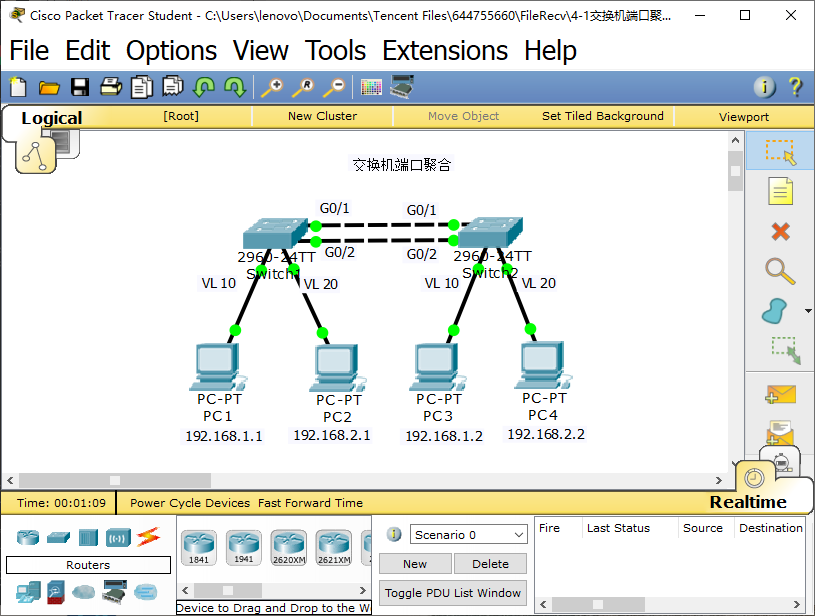 Cisco Packet Tracer Student - C:\Users\lenovo\Documents\Tencent Files\644755660\FileRecv\4-1交换机端口聚...
File Edit Options View Tools Extensions Help
Logical [Root] New Cluster Move Object Set Tiled Background Viewport
交换机端口聚合
G0/1 G0/1
G0/2 G0/2
2960-24TT 2960-24TT
Switch1 Switch2
VL 10 VL 20 VL 10 VL 20
PC-PT PC-PT PC-PT PC-PT
PC1 PC2 PC3 PC4
192.168.1.1 192.168.2.1 192.168.1.2 192.168.2.2
Time: 00:01:09 Power Cycle Devices Fast Forward Time Realtime
Scenario 0 Fire Last Status Source Destination
1841 1941 2620XM 2621XM 2
Routers New Delete
Toggle PDU List Window
Device to Drag and Drop to the W